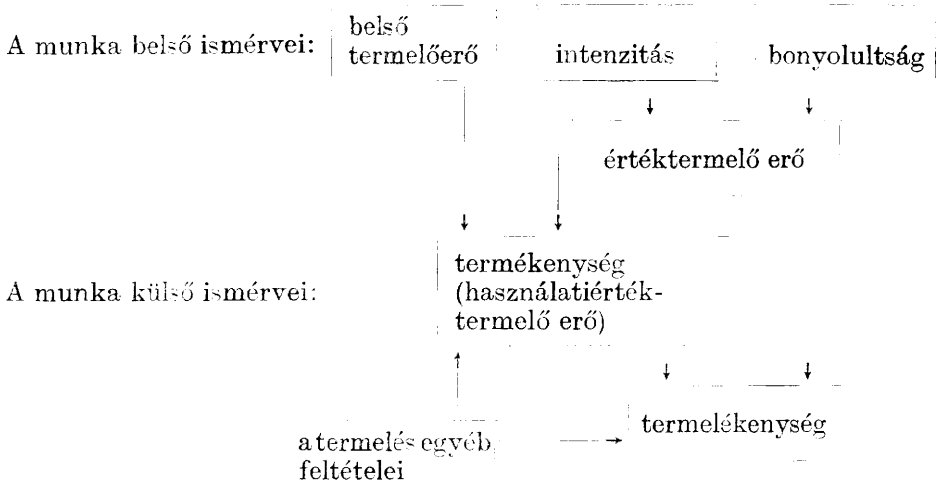 A munka belső ismérvei:
belső
termelőerő
intenzitás
bonyolultság
értéktermelő erő
A munka külső ismérvei:
termékenység
(használatiérték-
termelő erő)
termelékenység
a termelés egyéb
feltételei